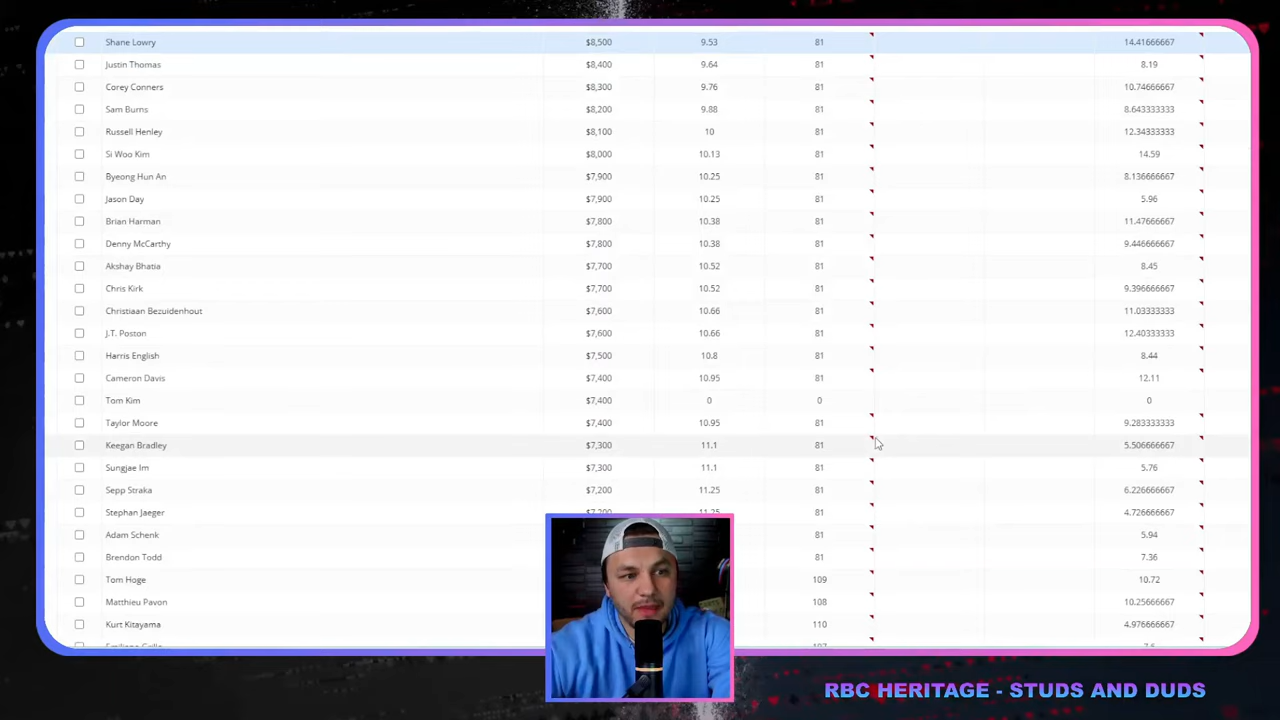 Shane Lowry $8,500 9.53 81 14.41666667
Justin Thomas $8,400 9.64 81 8.19
Corey Conners $8,300 9.76 81 10.74666667
Sam Burns $8,200 9.88 81 8.643333333
Russell Henley $8,100 10 81 12.34333333
Si Woo Kim $8,000 10.13 81 14.59
Byeong Hun An $7,900 10.25 81 8.136666667
Jason Day $7,900 10.25 81 5.96
Brian Harman $7,800 10.38 81 11.47666667
Denny McCarthy $7,800 10.38 81 9.446666667
Akshay Bhatia $7,700 10.52 81 8.45
Chris Kirk $7,700 10.52 81 9.396666667
Christiaan Bezuidenhout $7,600 10.66 81 11.03333333
J.T. Poston $7,600 10.66 81 12.40333333
Harris English $7,500 10.8 81 8.44
Cameron Davis $7,400 10.95 81 12.11
Tom Kim $7,400 0 0 0
Taylor Moore $7,400 10.95 81 9.283333333
Keegan Bradley $7,300 11.1 81 5.506666667
Sungjae Im $7,300 11.1 81 5.76
Sepp Straka $7,200 11.25 81 6.226666667
Stephan Jaeger $7,200 11.25 81 4.726666667
Adam Schenk 81 5.94
Brendon Todd 81 7.36
Tom Hoge 109 10.72
Matthieu Pavon 108 10.25666667
Kurt Kitayama 110 4.976666667
RBC HERITAGE - STUDS AND DUDS